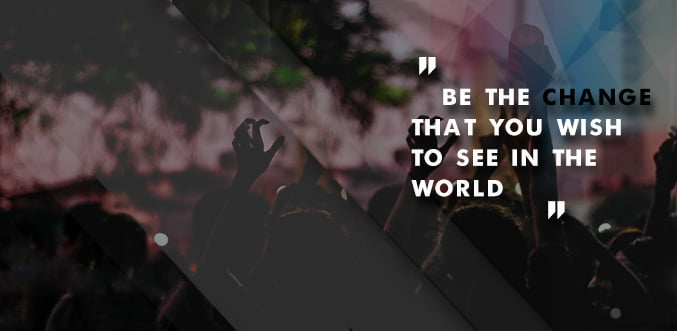 "
BE THE CHANGE
THAT YOU WISH
TO SEE IN THE
WORLD
"